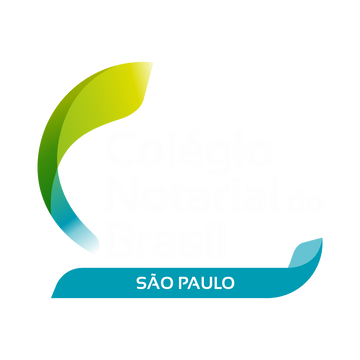 Colégio
Notarial do
Brasil
SÃO PAULO